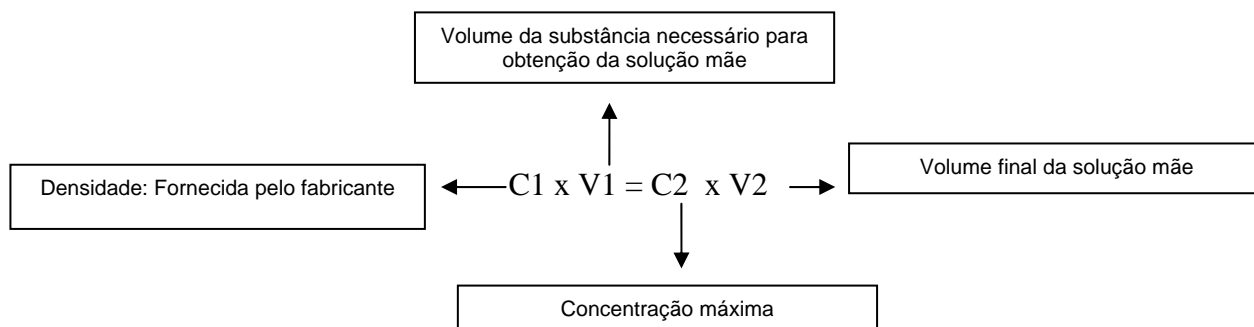 Volume da substância necessário para
obtenção da solução mãe
Densidade: Fornecida pelo fabricante
C1 x V1 = C2 x V2
Volume final da solução mãe
Concentração máxima